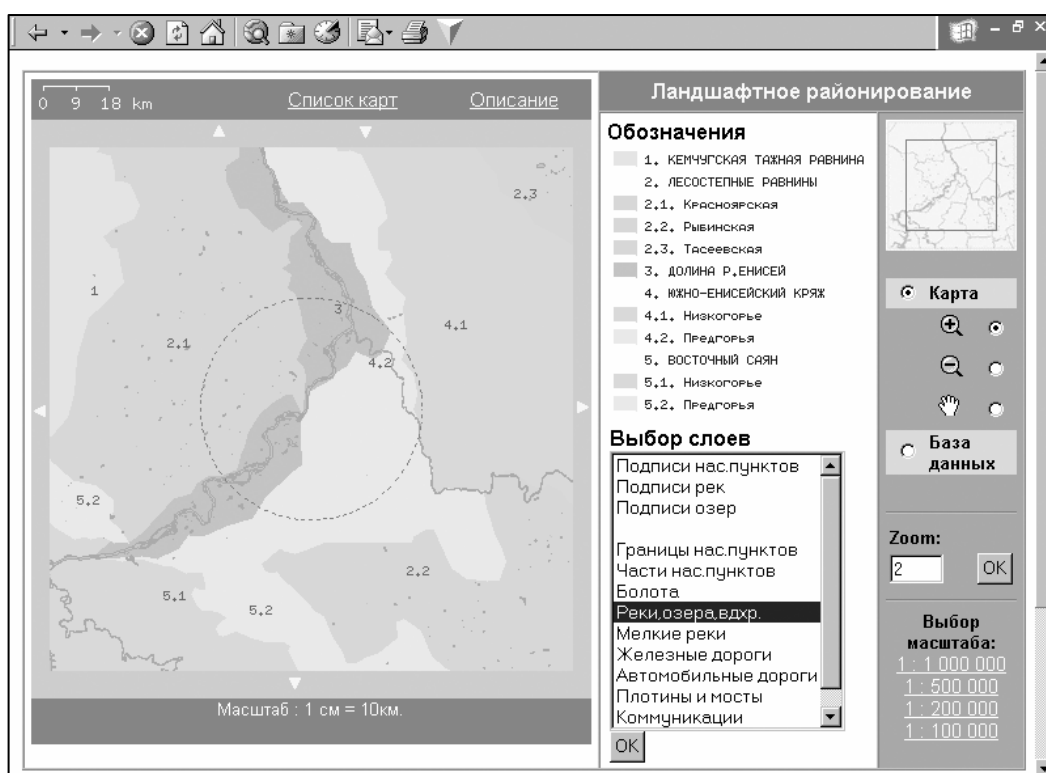 0 9 18 km
Список карт Описание
2.3
1
3
4.1
2.1
4.2
5.2
2.2
5.1
5.2
Масштаб : 1 см = 10км.
Ландшафтное районирование
Обозначения
1. КЕМЧУГСКАЯ ТАЖНАЯ РАВНИНА
2. ЛЕСОСТЕПНЫЕ РАВНИНЫ
2.1. Красноярская
2.2. Рыбинская
2.3. Тасеевская
3. ДОЛИНА Р.ЕНИСЕЙ
4. ЮЖНО-ЕНИСЕЙСКИЙ КРЯЖ
4.1. Низкогорье
4.2. Предгорья
5. ВОСТОЧНЫЙ САЯН
5.1. Низкогорье
5.2. Предгорья
Выбор слоев
Подписи нас.пунктов
Подписи рек
Подписи озер
Границы нас.пунктов
Части нас.пунктов
Болота
Реки,озера,вдхр.
Мелкие реки
Железные дороги
Автомобильные дороги
Плотины и мосты
Коммуникации
OK
Карта
База
данных
Zoom:
2 OK
Выбор
масштаба:
1 : 1 000 000
1 : 500 000
1 : 200 000
1 : 100 000